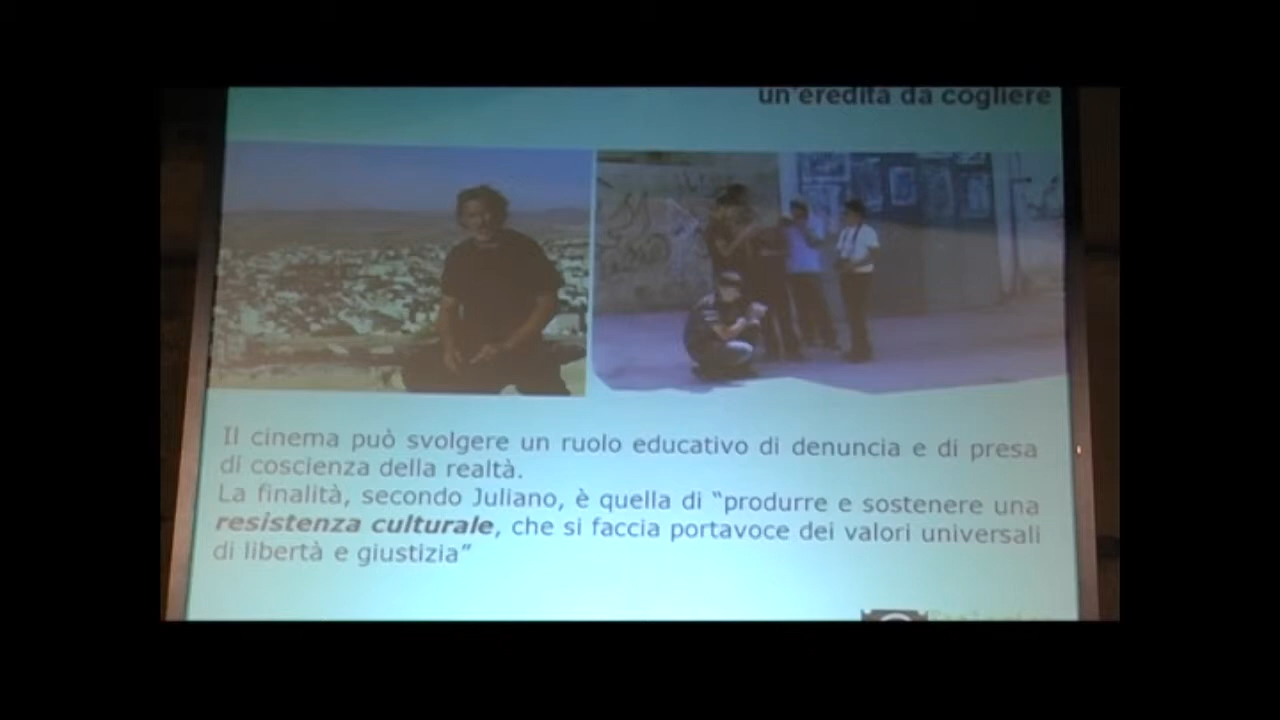 un'eredità da cogliere
Il cinema può svolgere un ruolo educativo di denuncia e di presa
di coscienza della realtà.
La finalità, secondo Juliano, è quella di “produrre e sostenere una
resistenza culturale, che si faccia portavoce dei valori universali
di libertà e giustizia”